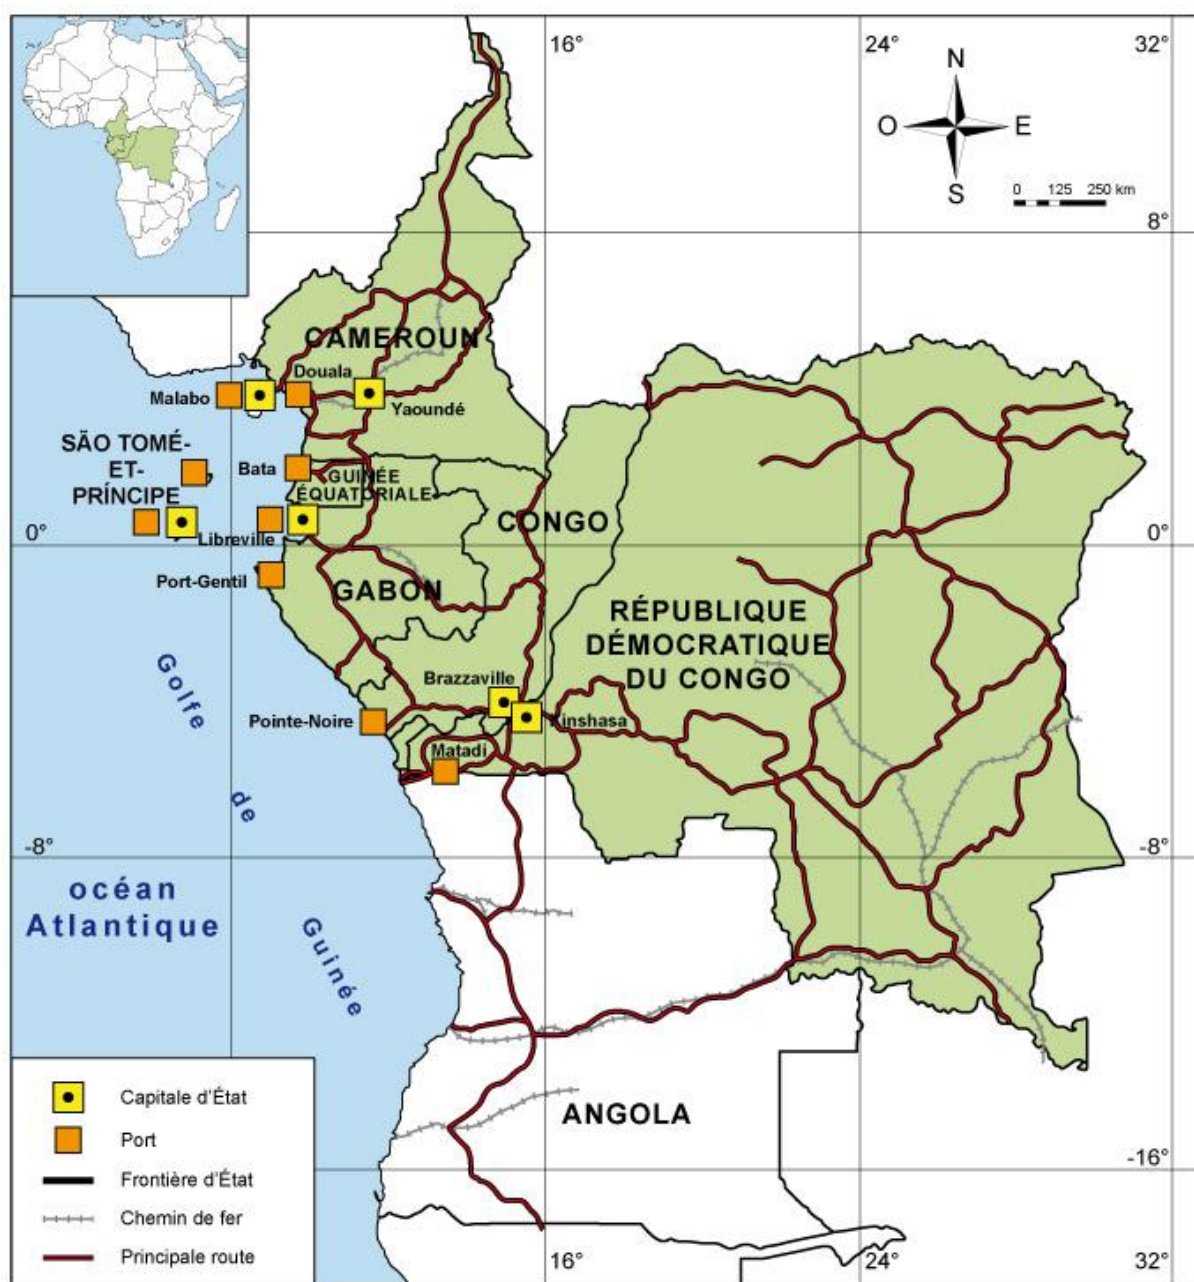 16°
24°
32°
N
O
E
S
0 125 250 km
8°
CAMEROUN
Douala
Malabo
Yaoundé
SÃO TOMÉ-
ET-
PRÍNCIPE
Bata
GUINÉE
ÉQUATORIALE
CONGO
0°
0°
Libreville
Port-Gentil
GABON
RÉPUBLIQUE
DÉMOCRATIQUE
DU CONGO
Golfe
de
Guinée
Brazzaville
Pointe-Noire
Kinshasa
Matadi
-8°
-8°
océan
Atlantique
ANGOLA
-16°
Capitale d'État
Port
Frontière d'État
Chemin de fer
Principale route
16°
24°
32°